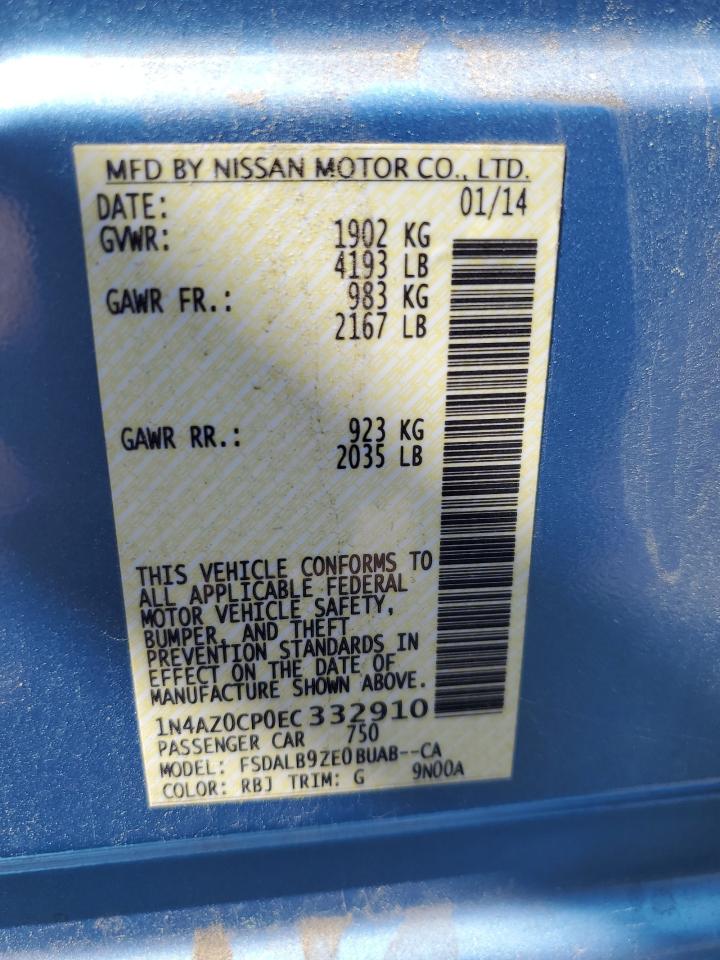 MFD BY NISSAN MOTOR CO., LTD.
DATE: 01/14
GVWR: 1902 KG
4193 LB
GAWR FR.: 983 KG
2167 LB
GAWR RR.: 923 KG
2035 LB
THIS VEHICLE CONFORMS TO
ALL APPLICABLE FEDERAL
MOTOR VEHICLE SAFETY,
BUMPER, AND THEFT
PREVENTION STANDARDS IN
EFFECT ON THE DATE OF
MANUFACTURE SHOWN ABOVE.
1N4AZ0CP0EC332910
PASSENGER CAR 750
MODEL: FSDALB9ZE0BUAB--CA
COLOR: RBJ TRIM: G 9N00A